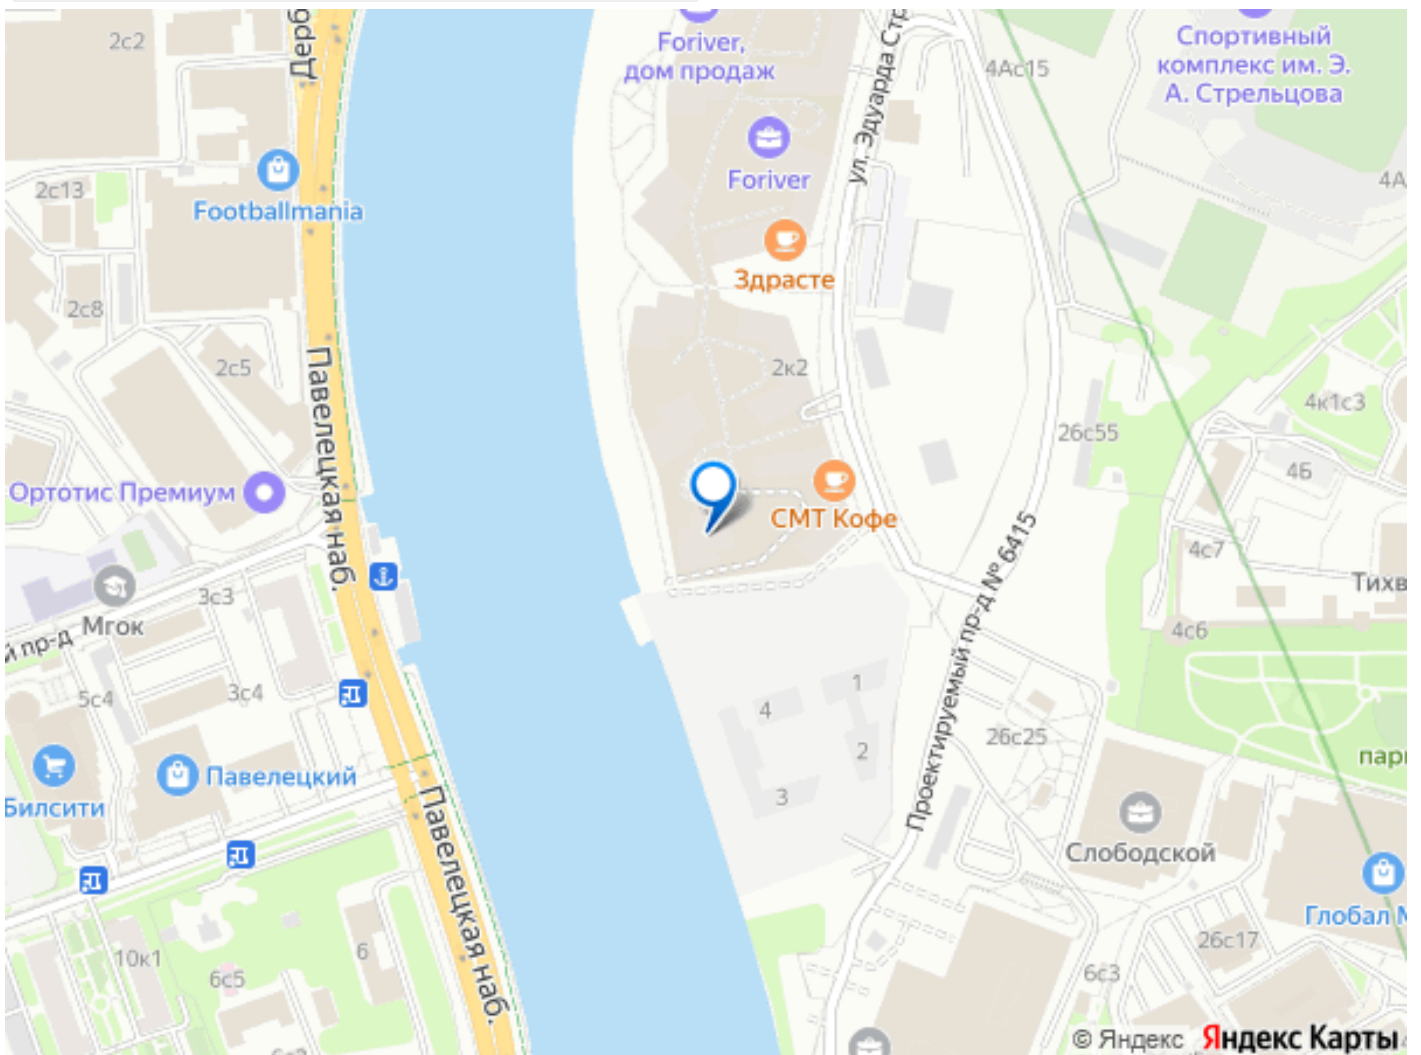 2с2
Дерб
Foriver,
дом продаж
ул. Эдуарда Стр
4Ас15
Спортивный
комплекс им. Э.
А. Стрельцова
Foriver
2с13
4А
Footballmania
Здрасте
2с8
2с5
2к2
4к1с3
26с55
4Б
Павелецкая наб.
Ортотис Премиум
СМТ Кофе
4с7
Тихв
3с3
Мгок
й пр-д
4с6
Проектируемый пр-д № 6415
5с4
3с4
1
4
2
26с25
3
пар
Павелецкий
Билсити
Павелецкая наб.
Слободской
Глобал М
26с17
10к1
6
6с5
6с3
© Яндекс Яндекс Карты